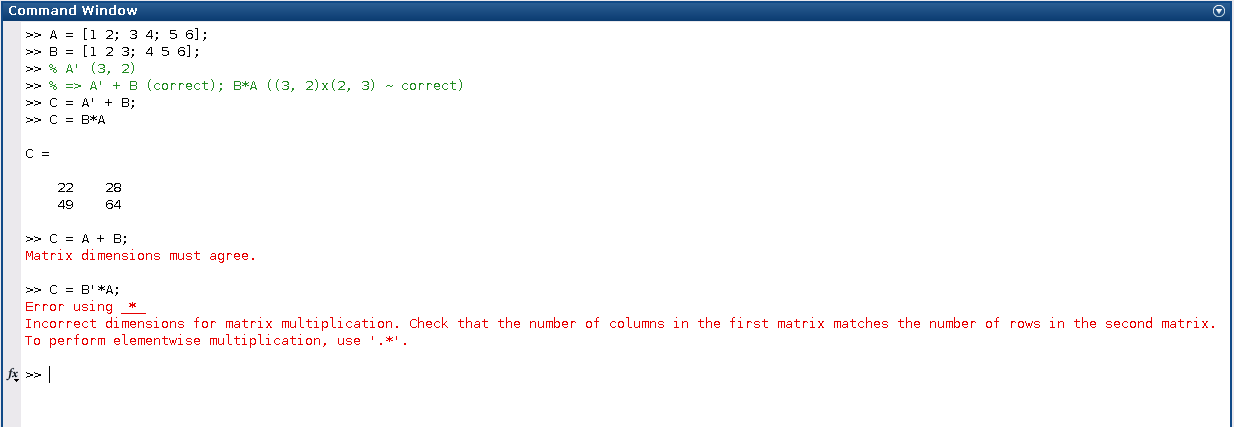 Command Window
>> A = [1 2; 3 4; 5 6];
>> B = [1 2 3; 4 5 6];
>> % A' (3, 2)
>> % => A' + B (correct); B*A ((3, 2)x(2, 3) ~ correct)
>> C = A' + B;
>> C = B*A
C =
22 28
49 64
>> C = A + B;
Matrix dimensions must agree.
>> C = B'*A;
Error using *
Incorrect dimensions for matrix multiplication. Check that the number of columns in the first matrix matches the number of rows in the second matrix.
To perform elementwise multiplication, use '.*'.
fx >>